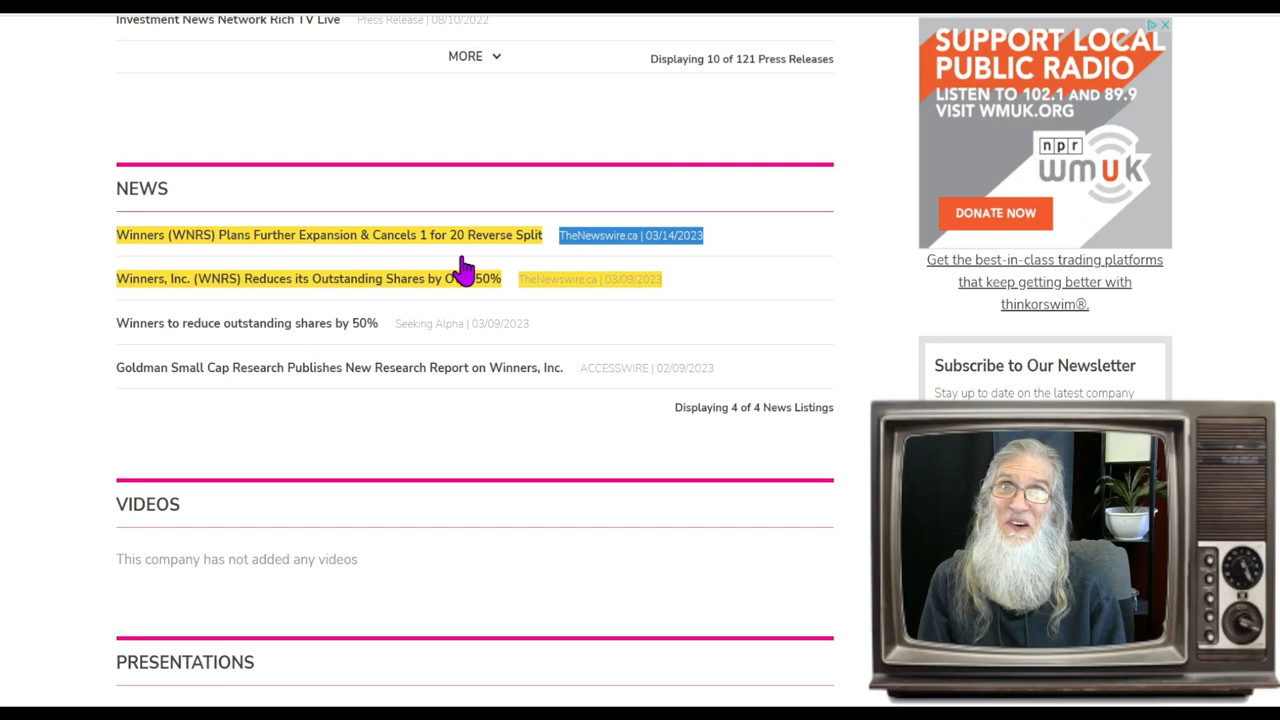 Investment News Network Rich TV Live Press Release | 08/10/2022
MORE
Displaying 10 of 121 Press Releases
NEWS
Winners (WNRS) Plans Further Expansion & Cancels 1 for 20 Reverse Split TheNewswire.ca | 03/14/2023
Winners, Inc. (WNRS) Reduces its Outstanding Shares by 50% TheNewswire.ca | 03/09/2023
Winners to reduce outstanding shares by 50% Seeking Alpha | 03/09/2023
Goldman Small Cap Research Publishes New Research Report on Winners, Inc. ACCESSWIRE | 02/09/2023
Displaying 4 of 4 News Listings
VIDEOS
This company has not added any videos
PRESENTATIONS
SUPPORT LOCAL
PUBLIC RADIO
LISTEN TO 102.1 AND 89.9
VISIT WMUK.ORG
npr
wmuk
DONATE NOW
Get the best-in-class trading platforms
that keep getting better with
thinkorswim®.
Subscribe to Our Newsletter
Stay up to date on the latest company